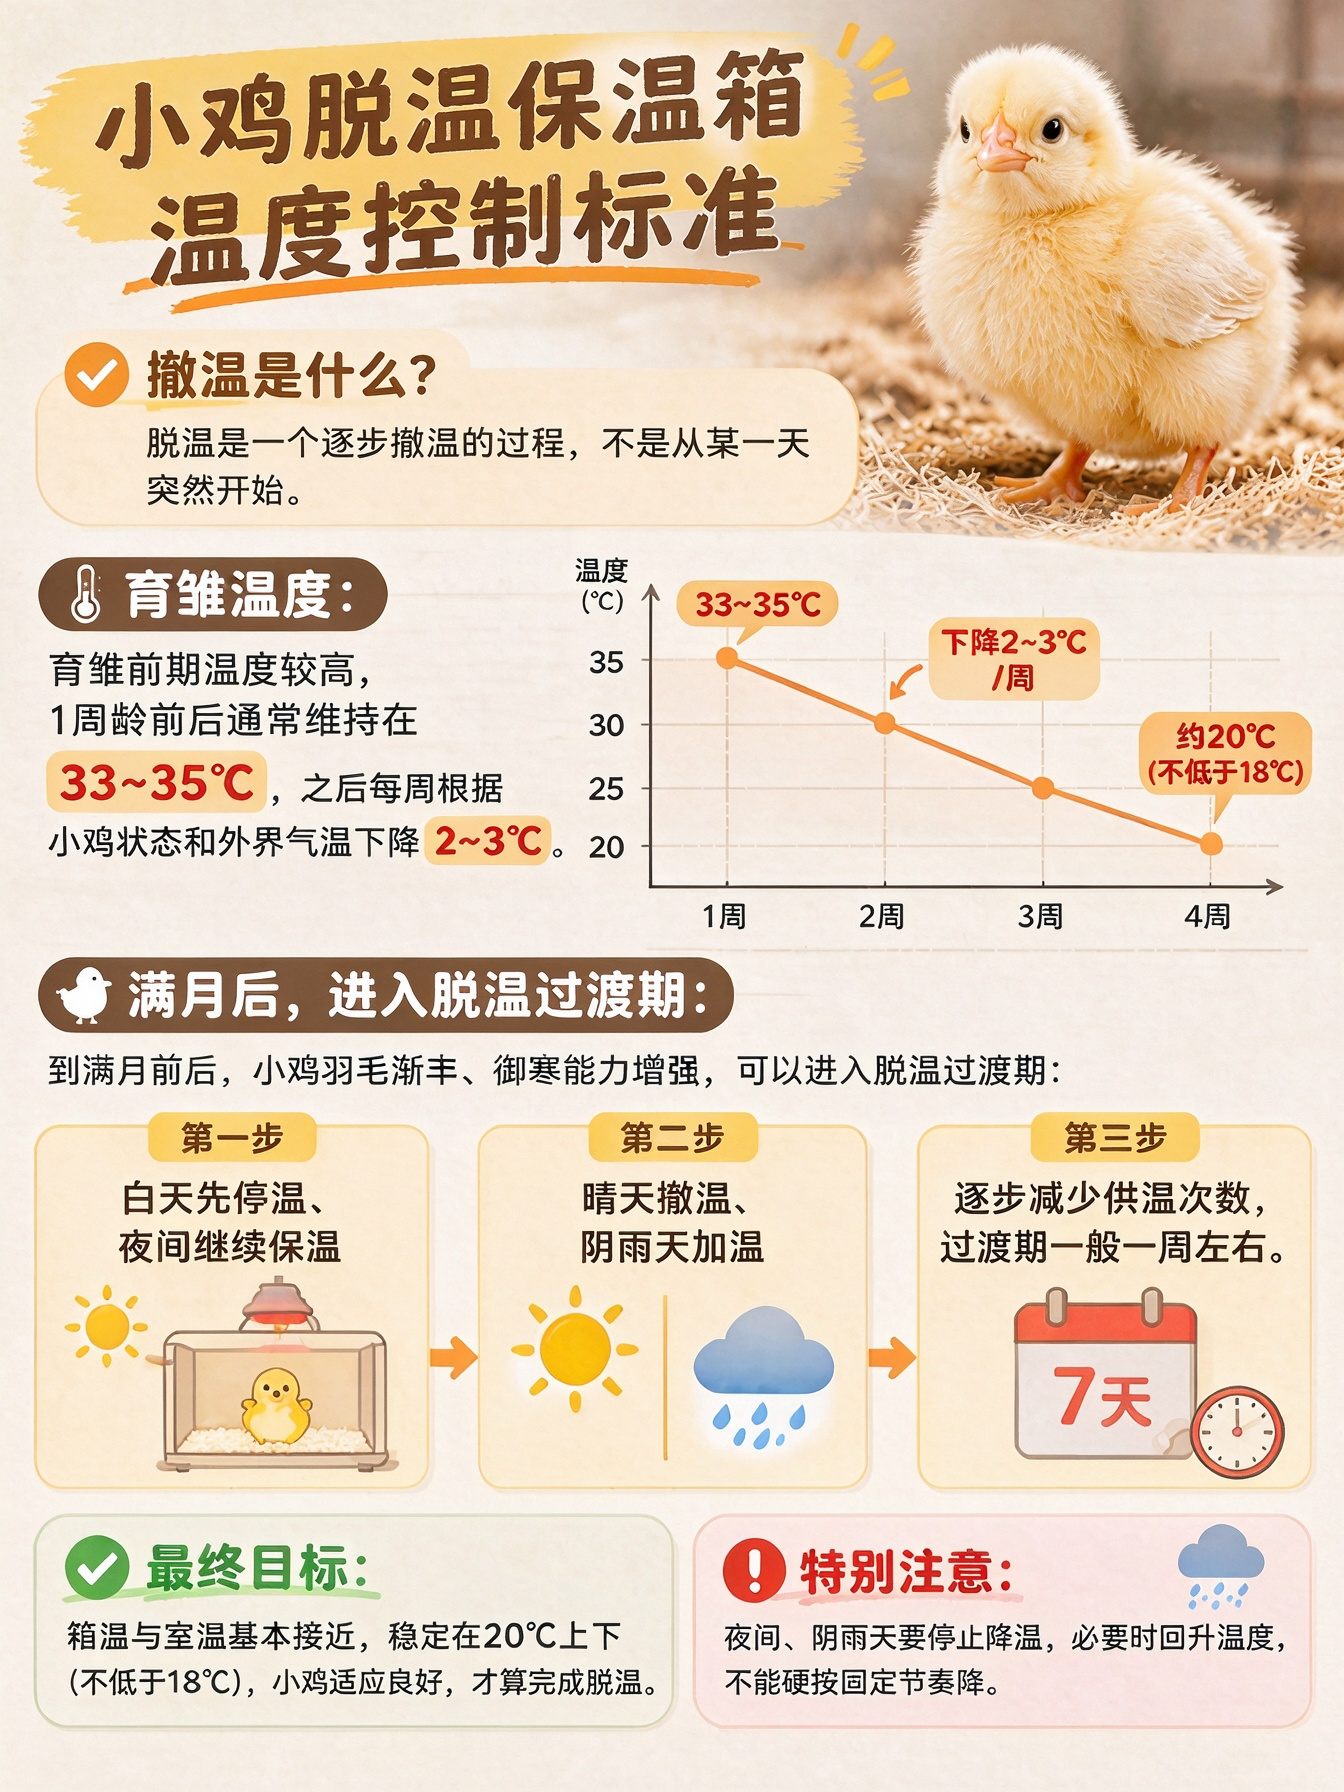 小鸡脱温保温箱
温度控制标准
撤温是什么?
脱温是一个逐步撤温的过程，不是从某一天
突然开始。
育雏温度：
育雏前期温度较高，
1周龄前后通常维持在
33~35℃，之后每周根据
小鸡状态和外界气温下降 2~3℃。
温度
(℃)
35
30
25
20
33~35℃
下降2~3℃
/周
约20℃
(不低于18℃)
1周 2周 3周 4周
满月后，进入脱温过渡期：
到满月前后，小鸡羽毛渐丰、御寒能力增强，可以进入脱温过渡期：
第一步
白天先停温、
夜间继续保温
第二步
晴天撤温、
阴雨天加温
第三步
逐步减少供温次数，
过渡期一般一周左右。
7天
最终目标：
箱温与室温基本接近，稳定在20℃上下
(不低于18℃)，小鸡适应良好，才算完成脱温。
特别注意：
夜间、阴雨天要停止降温，必要时回升温度，
不能硬按固定节奏降。